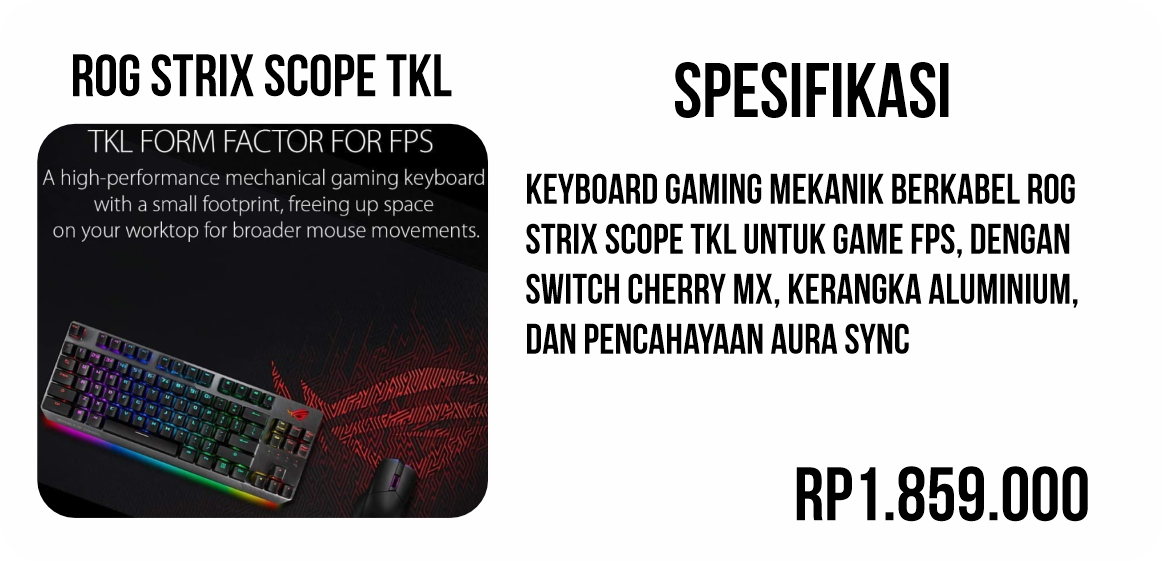 ROG STRIX SCOPE TKL
TKL FORM FACTOR FOR FPS
A high-performance mechanical gaming keyboard
with a small footprint, freeing up space
on your worktop for broader mouse movements.
SPESIFIKASI
KEYBOARD GAMING MEKANIK BERKABEL ROG
STRIX SCOPE TKL UNTUK GAME FPS, DENGAN
SWITCH CHERRY MX, KERANGKA ALUMINIUM,
DAN PENCAHAYAAN AURA SYNC
RP1.859.000